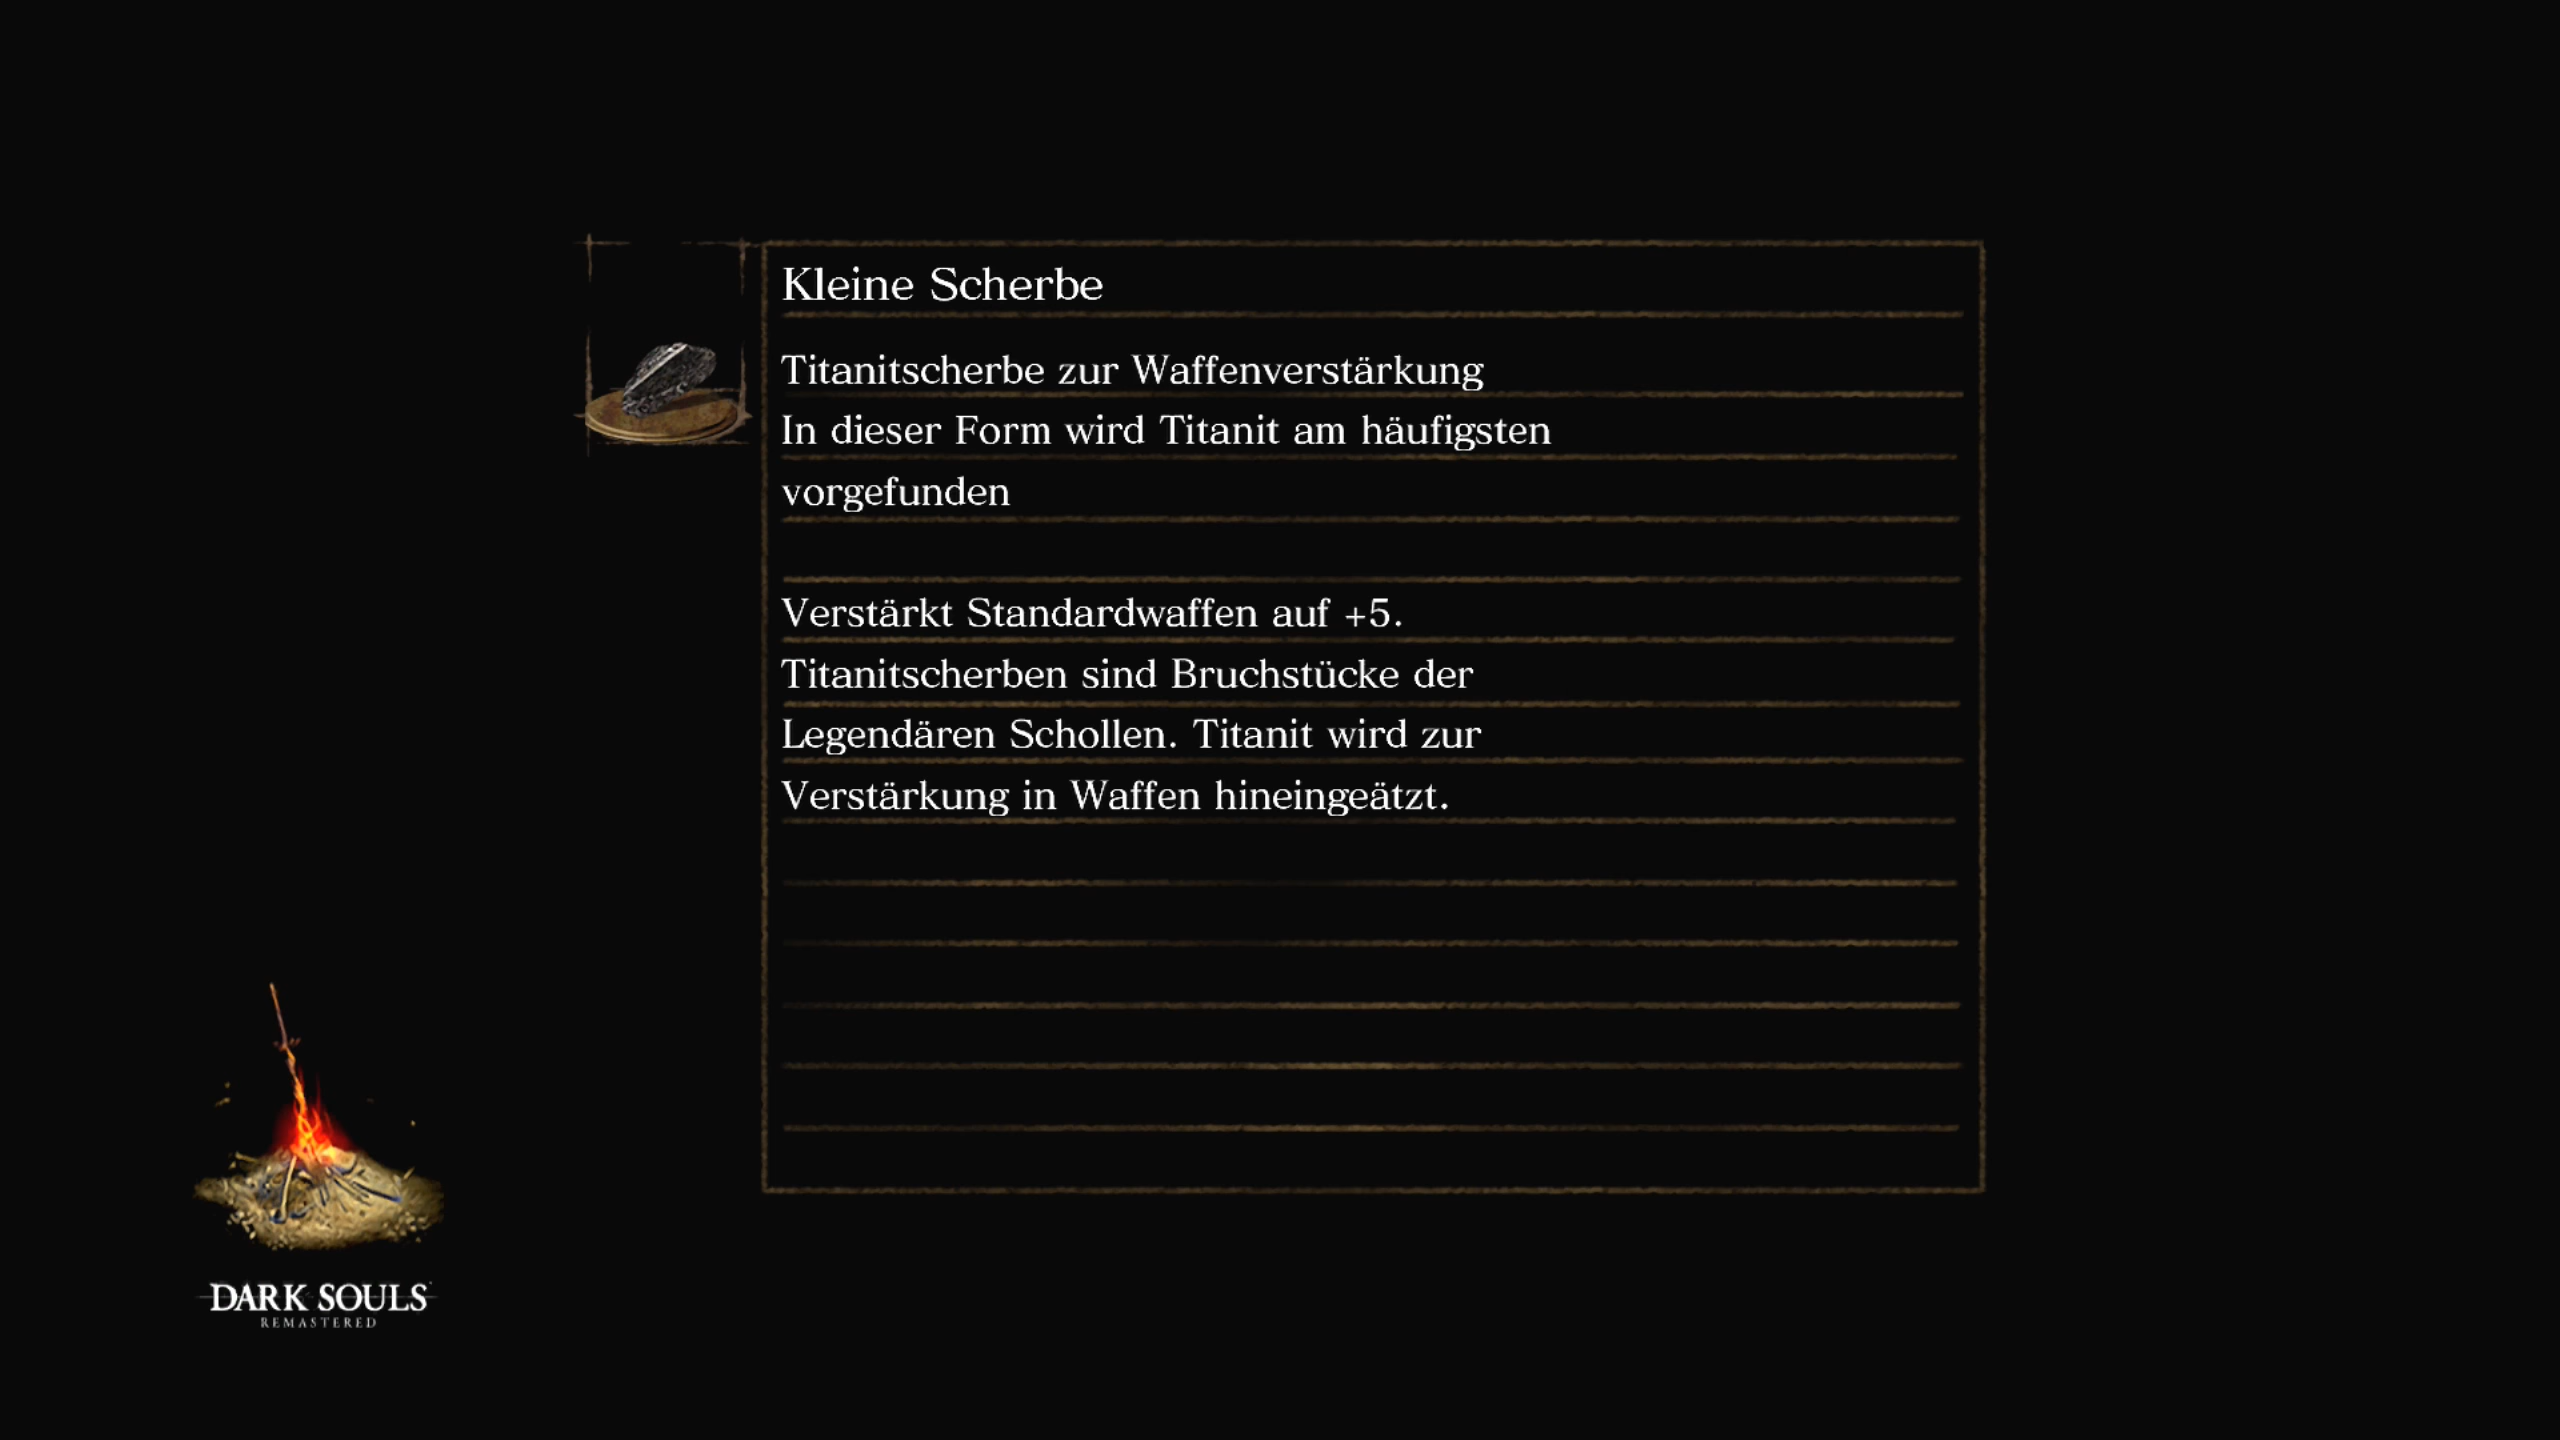 Kleine Scherbe
Titanitscherbe zur Waffenverstärkung
In dieser Form wird Titanit am häufigsten
vorgefunden
Verstärkt Standardwaffen auf +5.
Titanitscherben sind Bruchstücke der
Legendären Schollen. Titanit wird zur
Verstärkung in Waffen hineingeätzt.
DARK SOULS
REMASTERED